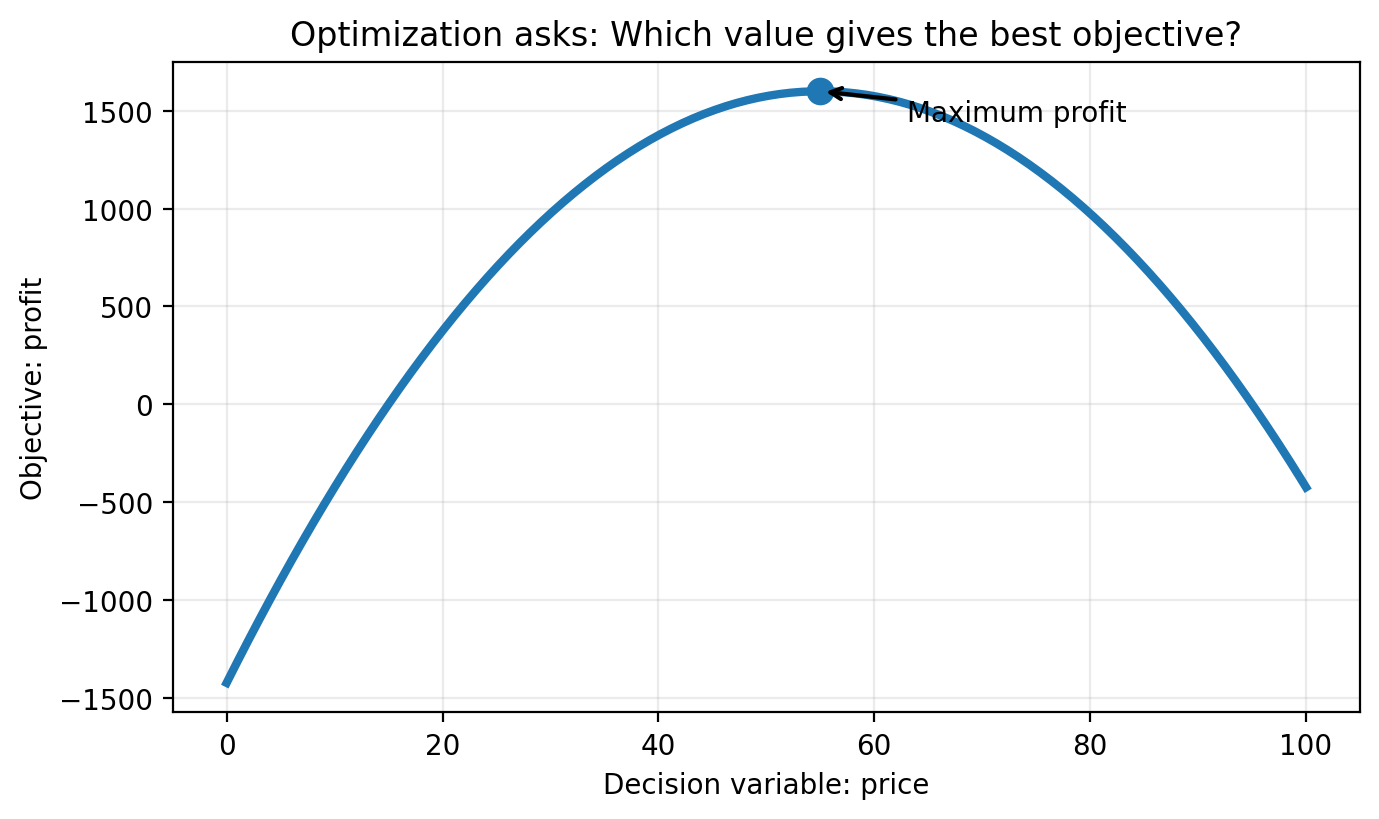 Optimization asks: Which value gives the best objective?
1500
1000
500
0
−500
−1000
−1500
Objective: profit
Maximum profit
0 20 40 60 80 100
Decision variable: price